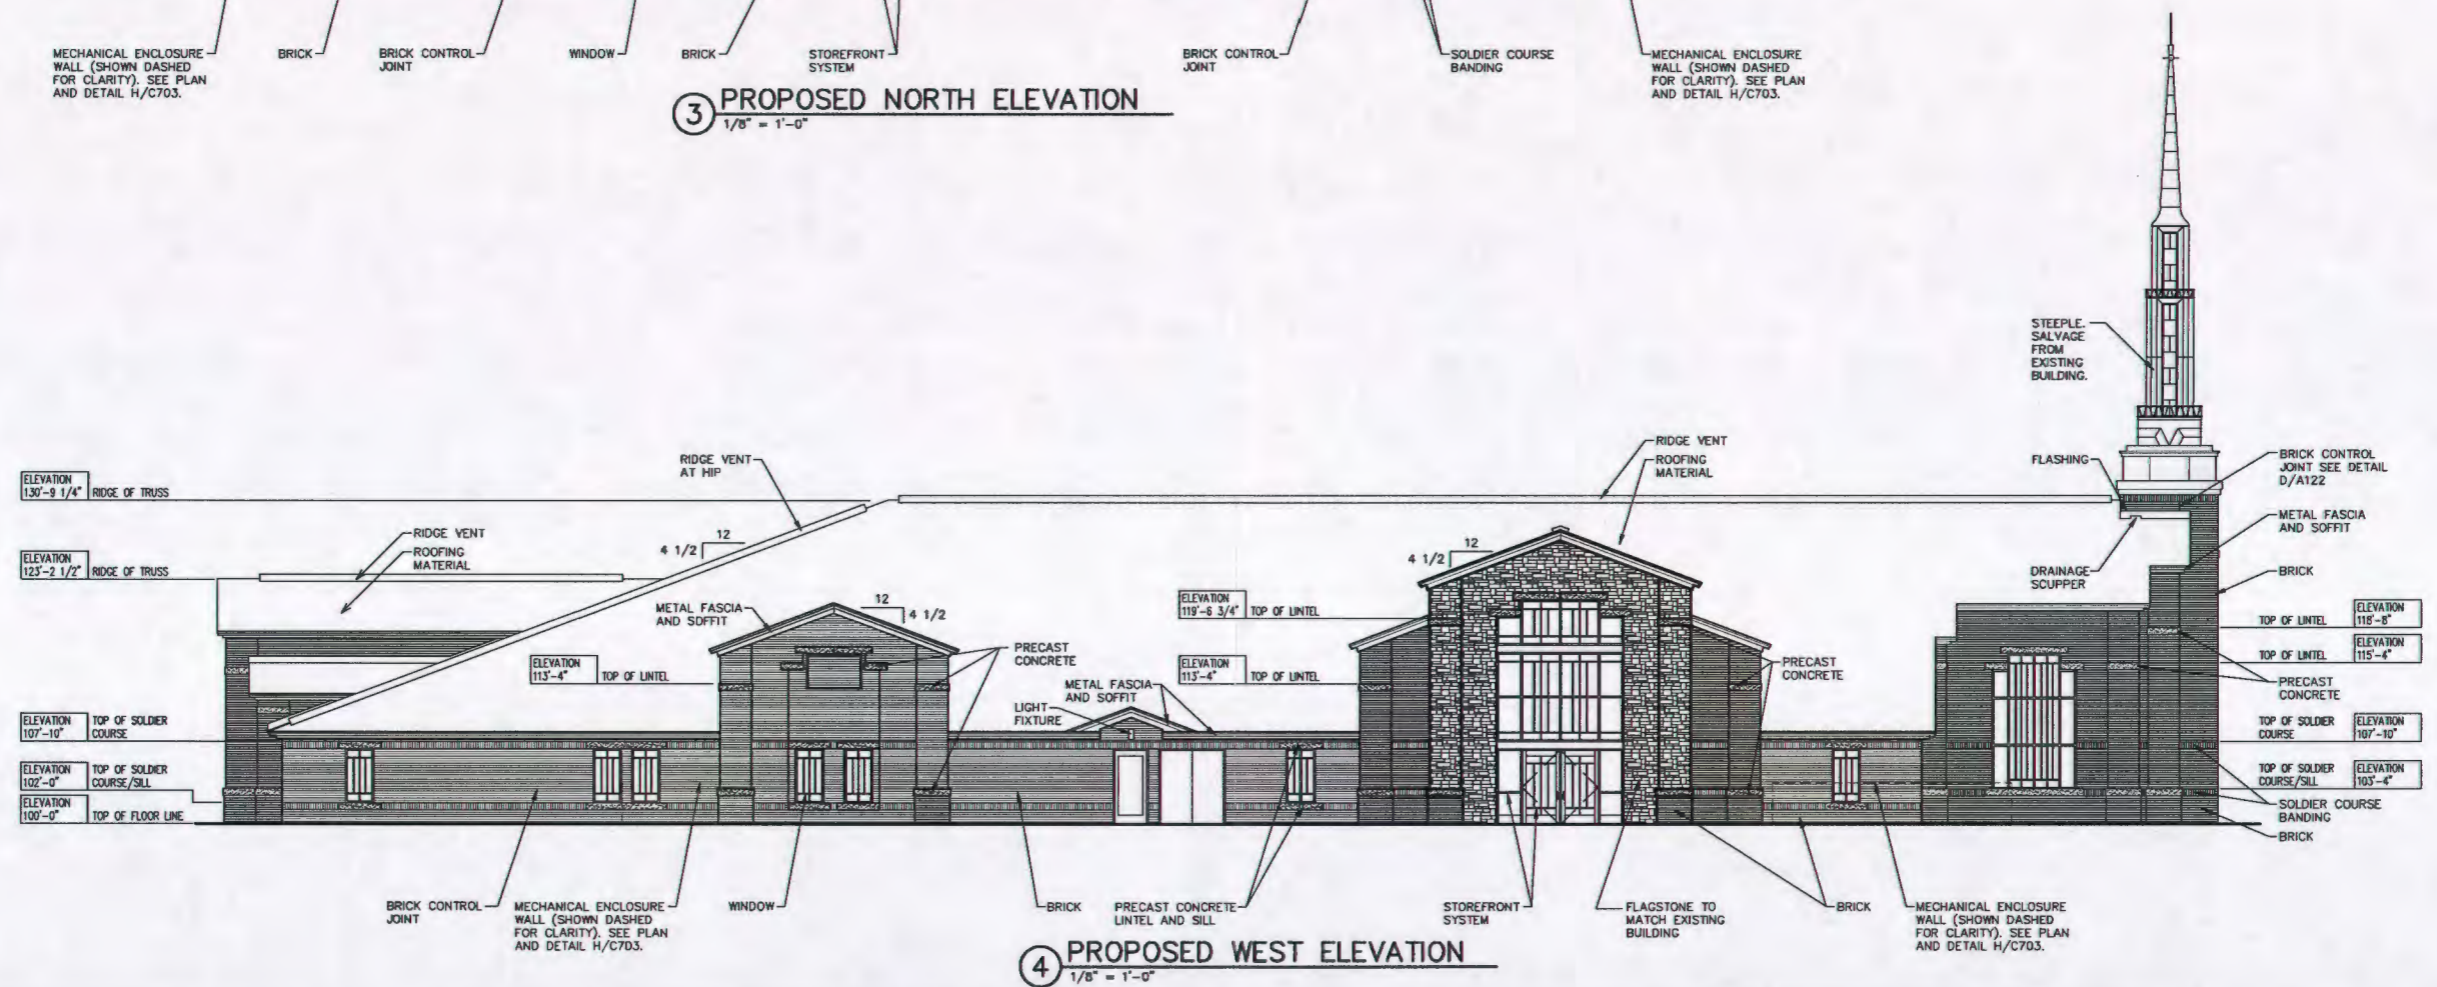 MECHANICAL ENCLOSURE
WALL (SHOWN DASHED
FOR CLARITY). SEE PLAN
AND DETAIL H/C703.
BRICK
BRICK CONTROL
JOINT
WINDOW
BRICK
STOREFRONT
SYSTEM
BRICK CONTROL
JOINT
SOLDIER COURSE
BANDING
MECHANICAL ENCLOSURE
WALL (SHOWN DASHED
FOR CLARITY). SEE PLAN
AND DETAIL H/C703.
3 PROPOSED NORTH ELEVATION
1/8" = 1'-0"
STEEPLE.
SALVAGE
FROM
EXISTING
BUILDING.
RIDGE VENT
ROOFING
MATERIAL
RIDGE VENT
AT HIP
FLASHING
BRICK CONTROL
JOINT SEE DETAIL
D/A122
ELEVATION
130'-9 1/4" RIDGE OF TRUSS
METAL FASCIA
AND SOFFIT
RIDGE VENT
ROOFING
MATERIAL
12
4 1/2
12
4 1/2
ELEVATION
123'-2 1/2" RIDGE OF TRUSS
DRAINAGE
SCUPPER
BRICK
METAL FASCIA
AND SOFFIT
12
4 1/2
ELEVATION
119'-6 3/4" TOP OF LINTEL
TOP OF LINTEL ELEVATION
118'-8"
PRECAST
CONCRETE
TOP OF LINTEL ELEVATION
115'-4"
ELEVATION
113'-4" TOP OF LINTEL
METAL FASCIA
AND SOFFIT
ELEVATION
113'-4" TOP OF LINTEL
PRECAST
CONCRETE
PRECAST
CONCRETE
LIGHT
FIXTURE
ELEVATION
107'-10"
TOP OF SOLDIER
COURSE
TOP OF SOLDIER
COURSE
ELEVATION
107'-10"
ELEVATION
102'-0"
TOP OF SOLDIER
COURSE/SILL
TOP OF SOLDIER
COURSE/SILL
ELEVATION
103'-4"
ELEVATION
100'-0" TOP OF FLOOR LINE
SOLDIER COURSE
BANDING
BRICK
BRICK CONTROL
JOINT
MECHANICAL ENCLOSURE
WALL (SHOWN DASHED
FOR CLARITY). SEE PLAN
AND DETAIL H/C703.
WINDOW
BRICK
PRECAST CONCRETE
LINTEL AND SILL
STOREFRONT
SYSTEM
FLAGSTONE TO
MATCH EXISTING
BUILDING
BRICK
MECHANICAL ENCLOSURE
WALL (SHOWN DASHED
FOR CLARITY). SEE PLAN
AND DETAIL H/C703.
4 PROPOSED WEST ELEVATION
1/8" = 1'-0"